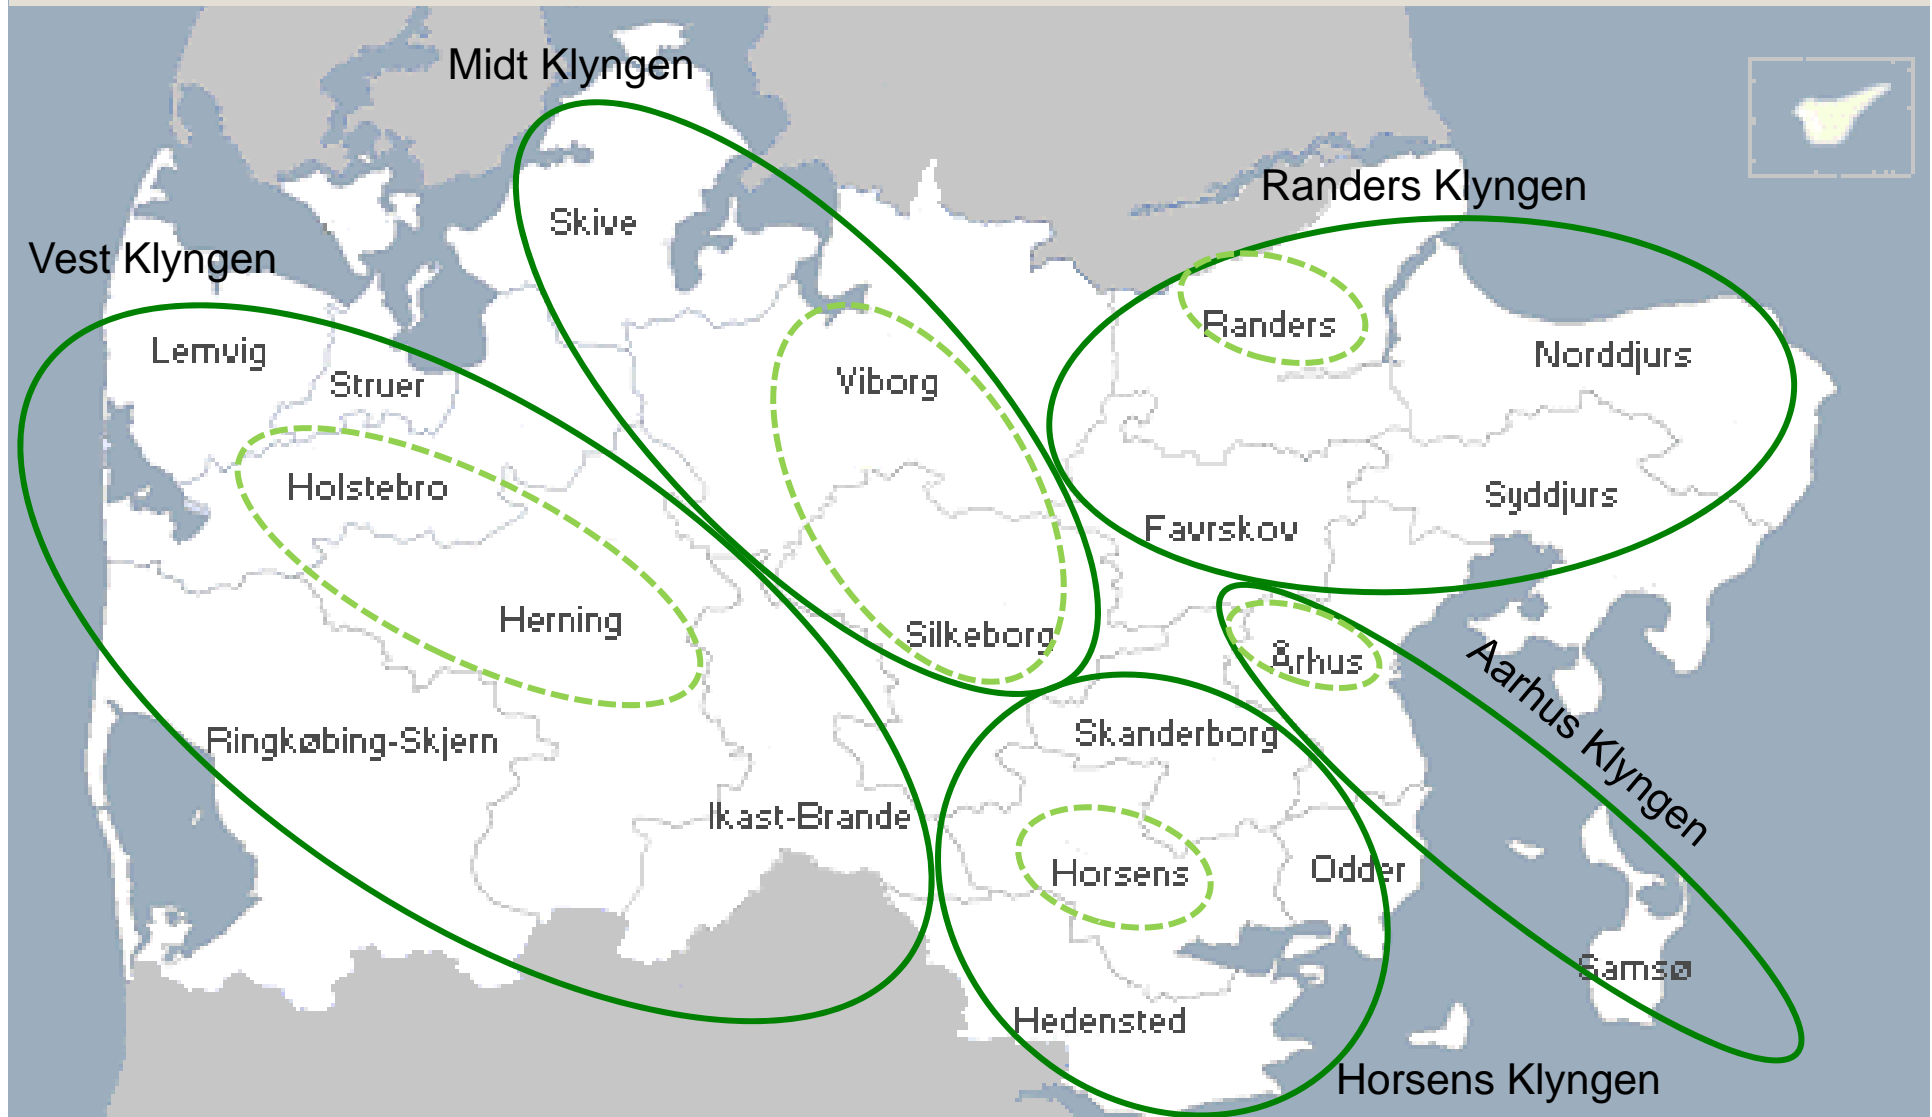 Midt Klyngen
Randers Klyngen
Skive
Vest Klyngen
Randers
Lemvig
Norddjurs
Struer
Viborg
Holstebro
Syddjurs
Favrskov
Herning
Silkeborg
Århus
Aarhus Klyngen
Skanderborg
Ringkøbing-Skjern
Ikast-Brande
Horsens
Odder
Samsø
Hedensted
Horsens Klyngen